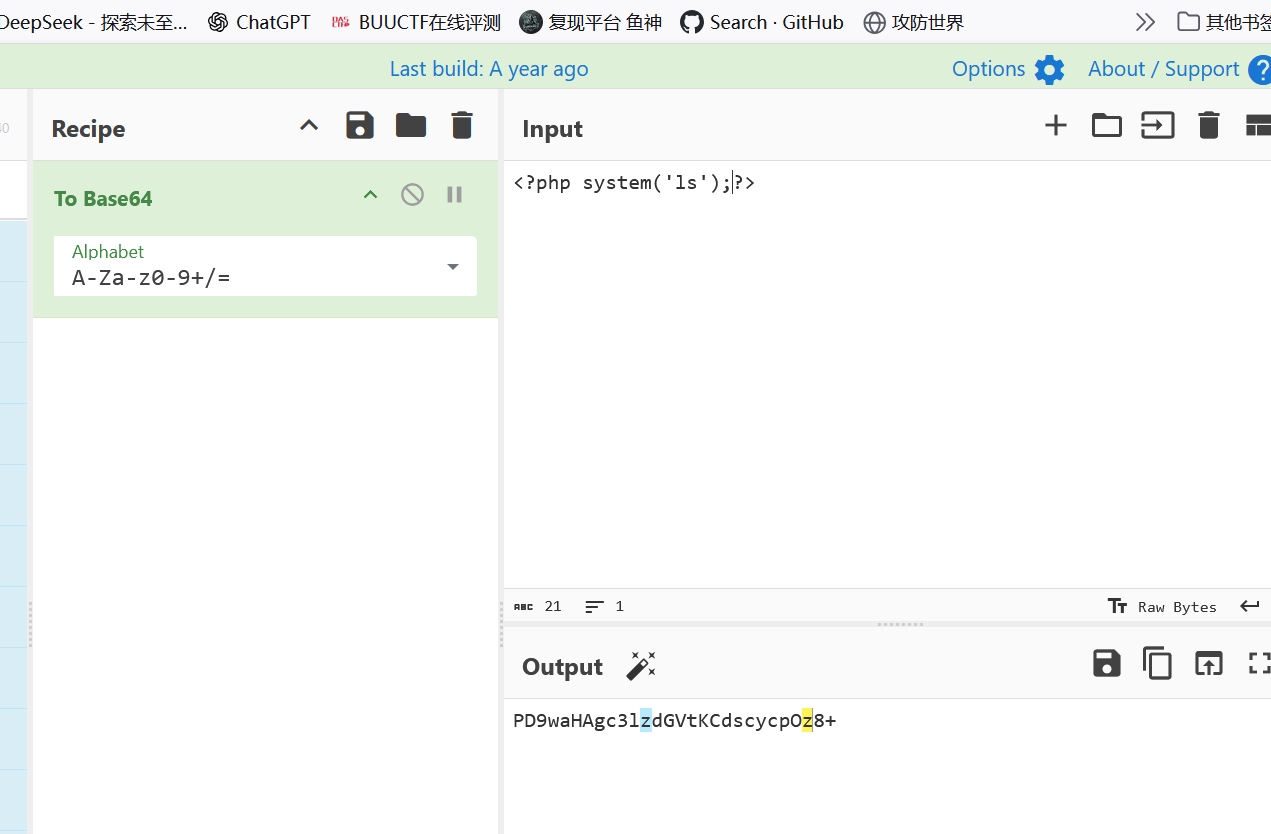 DeepSeek - 探索未至... ChatGPT BUUCTF在线评测 复现平台 鱼神 Search · GitHub 攻防世界 其他书签
Last build: A year ago Options About / Support
Recipe
Input
<?php system('ls');?>
To Base64
Alphabet
A-Za-z0-9+/=
ABC 21 1 Raw Bytes
Output
PD9waHAgc3lzdGVtKCdscycpOz8+